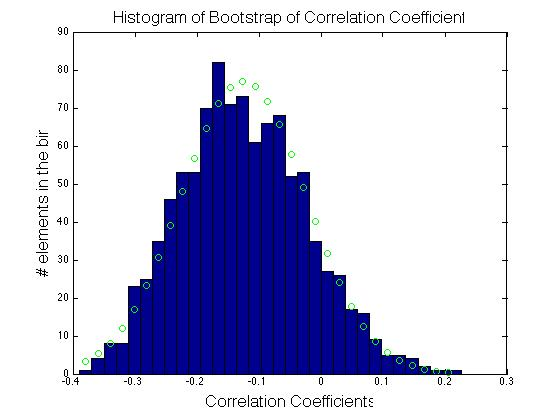 Histogram of Bootstrap of Correlation Coefficient
90
80
70
60
50
40
30
20
10
0
# elements in the bir
-0.4 -0.3 -0.2 -0.1 0 0.1 0.2 0.3
Correlation Coefficients